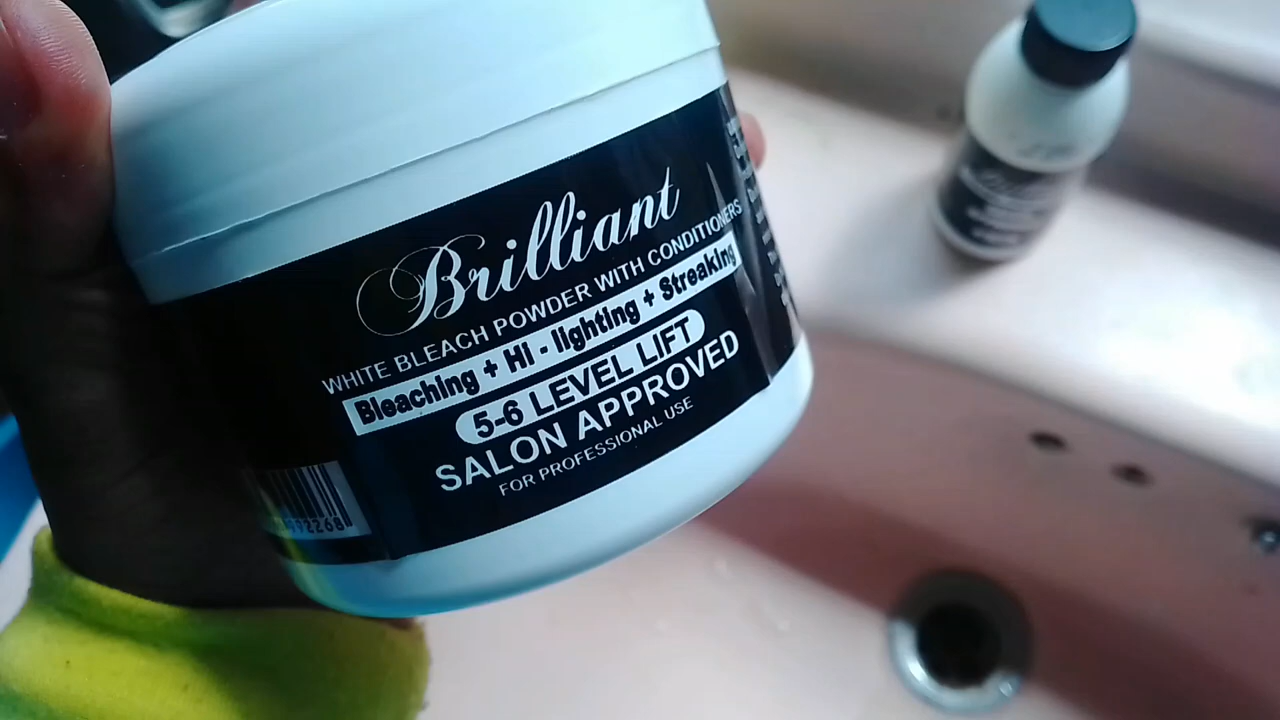 Brilliant
WHITE BLEACH POWDER WITH CONDITIONERS
Bleaching + Hi - lighting + Streaking
5-6 LEVEL LIFT
SALON APPROVED
FOR PROFESSIONAL USE
92268